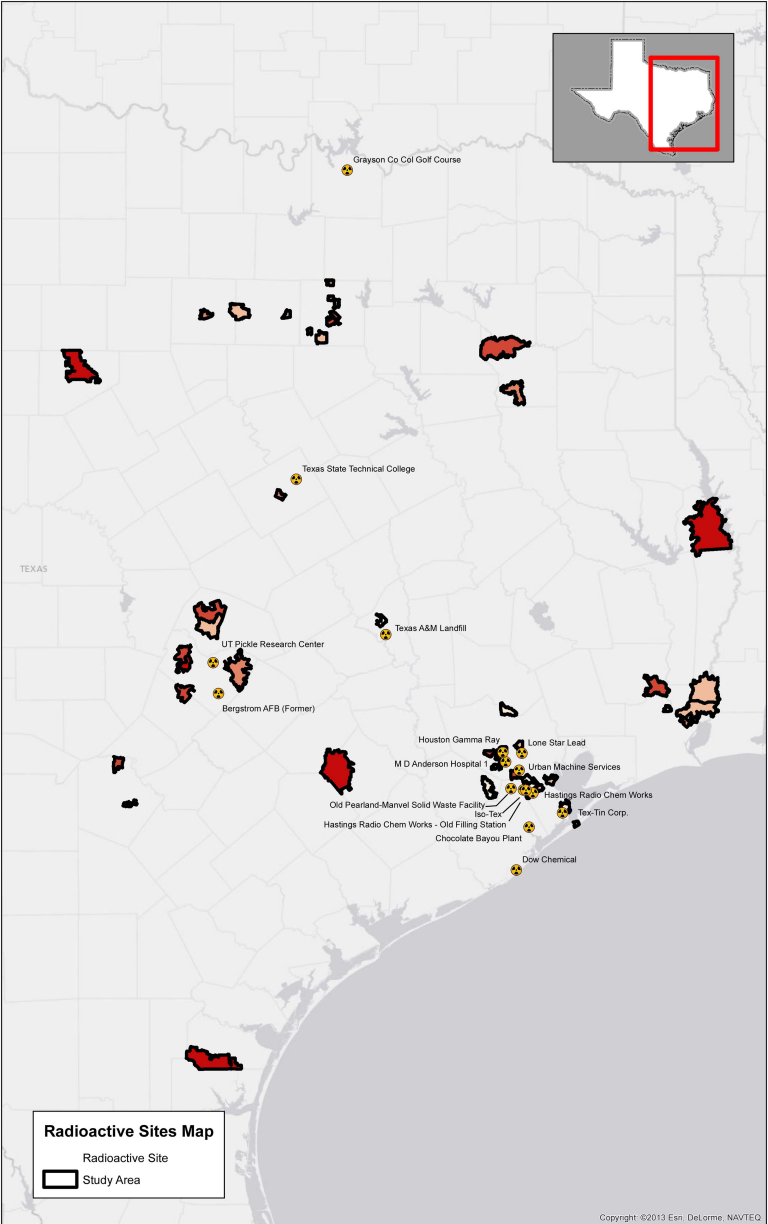 Grayson Co Col Golf Course
Texas State Technical College
TEXAS
Texas A&M Landfill
UT Pickle Research Center
Bergstrom AFB (Former)
Houston Gamma Ray
Lone Star Lead
M D Anderson Hospital 1
Urban Machine Services
Hastings Radio Chem Works
Old Pearland-Manvel Solid Waste Facility
Iso-Tex
Tex-Tin Corp.
Hastings Radio Chem Works - Old Filling Station
Chocolate Bayou Plant
Dow Chemical
Radioactive Sites Map
Radioactive Site
Study Area
Copyright: ©2013 Esri, DeLorme, NAVTEQ